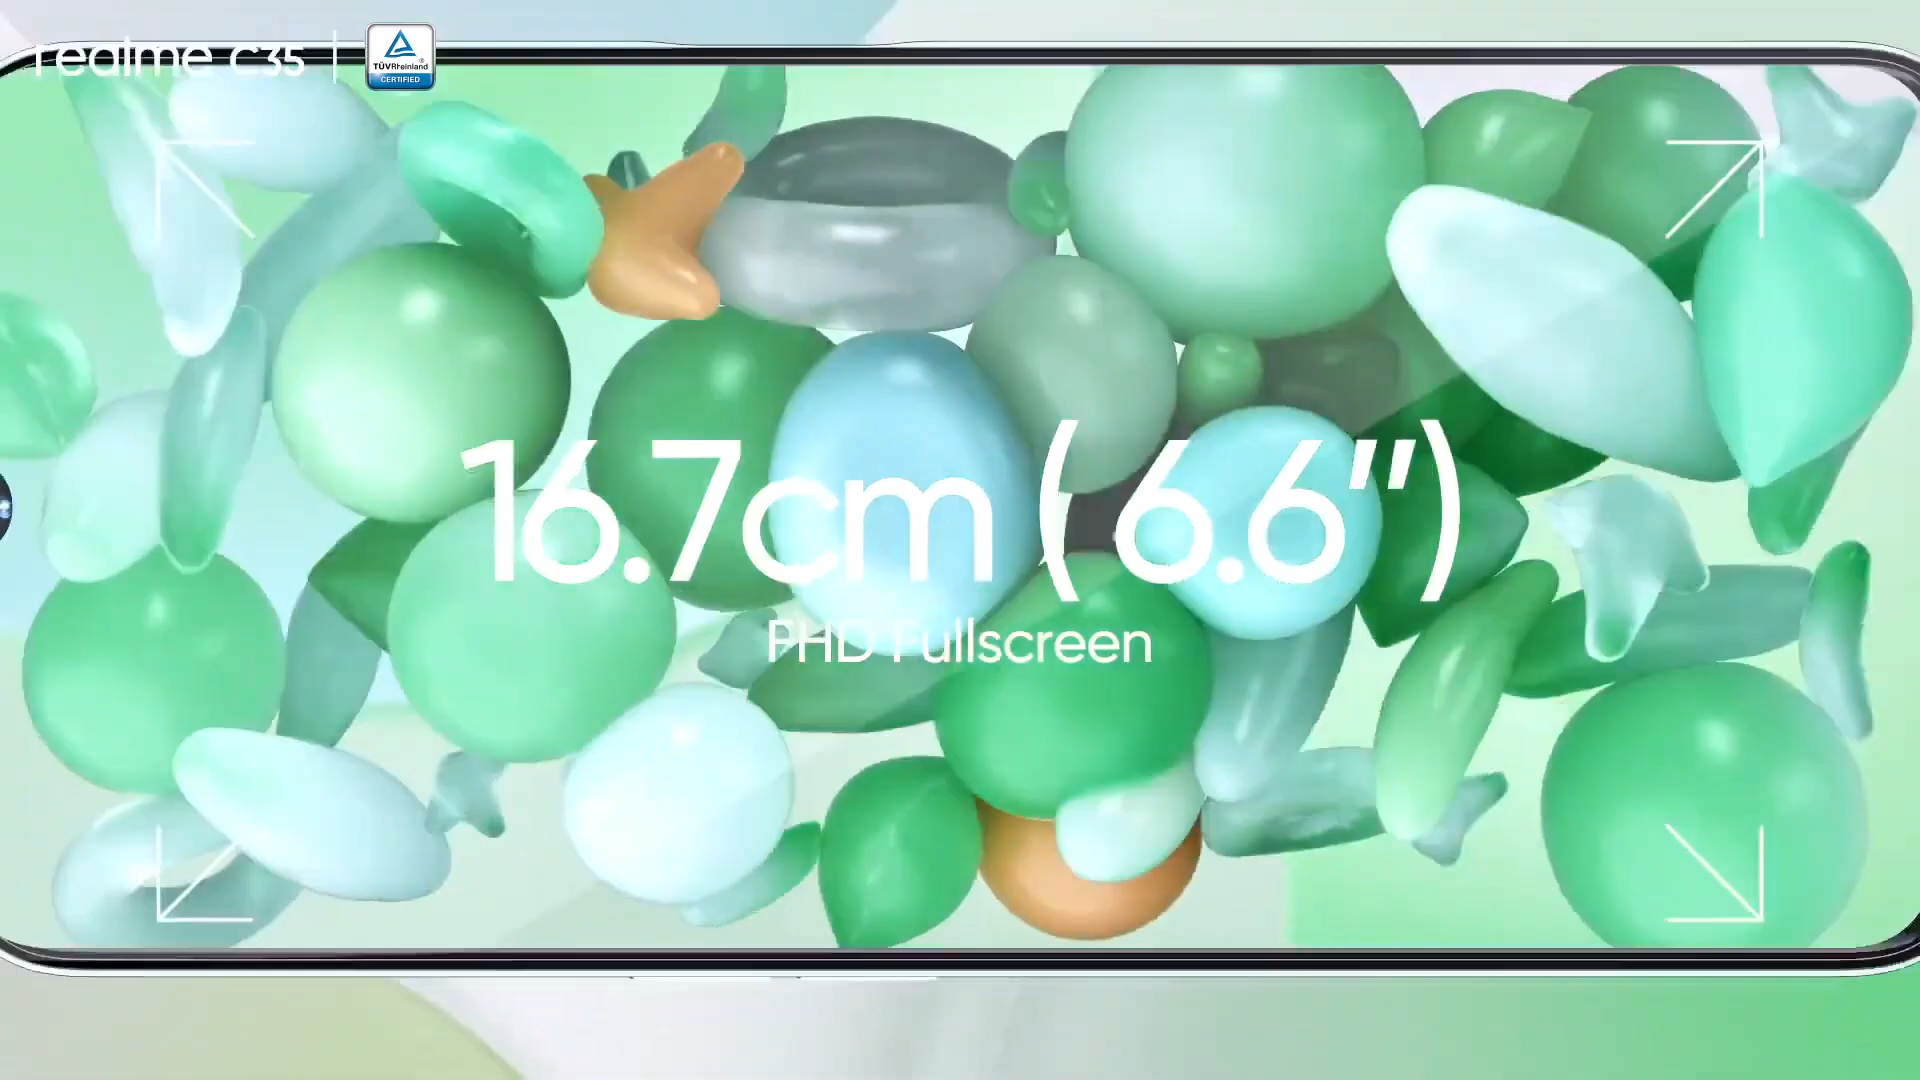 realme C35
TÜVRheinland®
CERTIFIED
16.7cm (6.6")
FHD Fullscreen